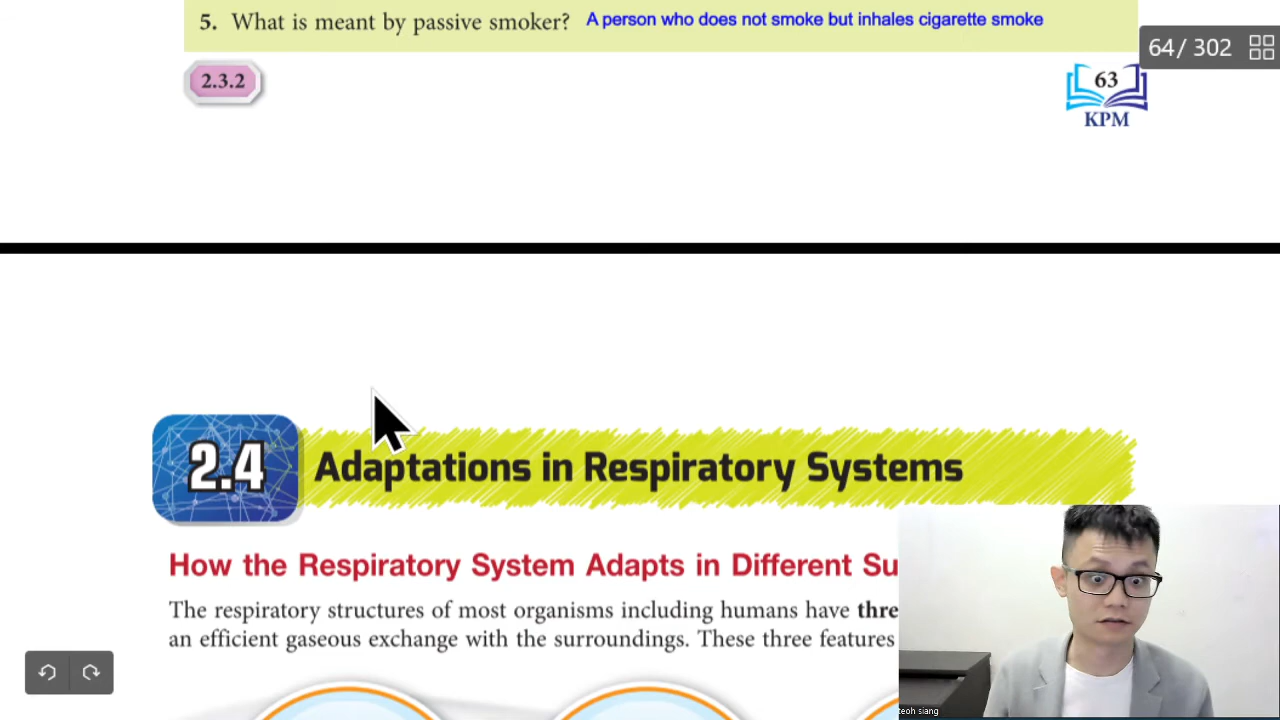 5. What is meant by passive smoker? A person who does not smoke but inhales cigarette smoke
64/ 302
2.3.2
63
KPM
2.4 Adaptations in Respiratory Systems
How the Respiratory System Adapts in Different Su
The respiratory structures of most organisms including humans have thre
an efficient gaseous exchange with the surroundings. These three features
teoh siang